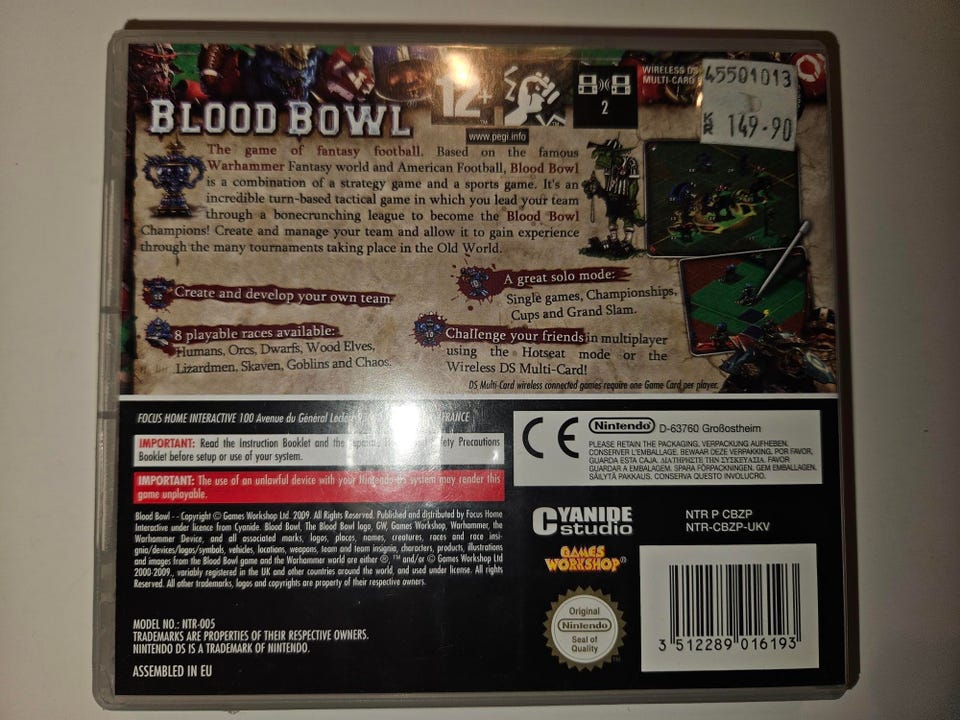 WIRELESS DS
MULTI-CARD
45501013
149-90
12+
2
www.pegi.info
BLOOD BOWL
The game of fantasy football. Based on the famous
Warhammer Fantasy world and American Football, Blood Bowl
is a combination of a strategy game and a sports game. It's an
incredible turn-based tactical game in which you lead your team
through a bonecrunching league to become the Blood Bowl
Champions! Create and manage your team and allow it to gain experience
through the many tournaments taking place in the Old World.
Create and develop your own team
8 playable races available:
Humans, Orcs, Dwarfs, Wood Elves,
Lizardmen, Skaven, Goblins and Chaos.
A great solo mode:
Single games, Championships,
Cups and Grand Slam.
Challenge your friends in multiplayer
using the Hotseat mode or the
Wireless DS Multi-Card!
DS Multi-Card wireless connected games require one Game Card per player.
FOCUS HOME INTERACTIVE 100 Avenue du Général Leclerc FRANCE
IMPORTANT: Read the Instruction Booklet and the Precautions
Booklet before setup or use of your system.
IMPORTANT: The use of an unlawful device with your Nintendo DS system may render this
game unplayable.
Blood Bowl - Copyright © Games Workshop Ltd. 2009. All Rights Reserved. Published and distributed by Focus Home
Interactive under licence from Cyanide. Blood Bowl, The Blood Bowl logo, GW, Games Workshop, Warhammer, the
Warhammer Device, and all associated marks, logos, places, names, creatures, races and race insi-
gnia/devices/logos/symbols, vehicles, locations, weapons, team and team insignia, characters, products, illustrations
and images from the Blood Bowl game and the Warhammer world are either ®, ™ and/or © Games Workshop Ltd
2000-2009., variably registered in the UK and other countries around the world, and used under license. All rights
Reserved. All other trademarks, logos and copyrights are property of their respective owners.
MODEL NO.: NTR-005
TRADEMARKS ARE PROPERTIES OF THEIR RESPECTIVE OWNERS.
NINTENDO DS IS A TRADEMARK OF NINTENDO.
ASSEMBLED IN EU
CE
Nintendo D-63760 Großostheim
PLEASE RETAIN THE PACKAGING. VERPACKUNG AUFHEBEN.
CONSERVER L'EMBALLAGE. BEWAAR DEZE VERPAKKING. POR FAVOR,
GUARDA ESTA CAJA. ΔΙΑΤΗΡΗΣΤΕ ΤΗΝ ΣΥΣΚΕΥΑΣΙΑ. FAVOR
GUARDAR A EMBALAGEM. SPARA FÖRPACKNINGEN. GEM EMBALLAGEN.
SÄILYTÄ PAKKAUS. CONSERVA QUESTO INVOLUCRO.
CYANIDE
studio
NTR P CBZP
NTR-CBZP-UKV
GAMES
WORKSHOP®
Original
Nintendo
Seal of
Quality
3 512289 016193